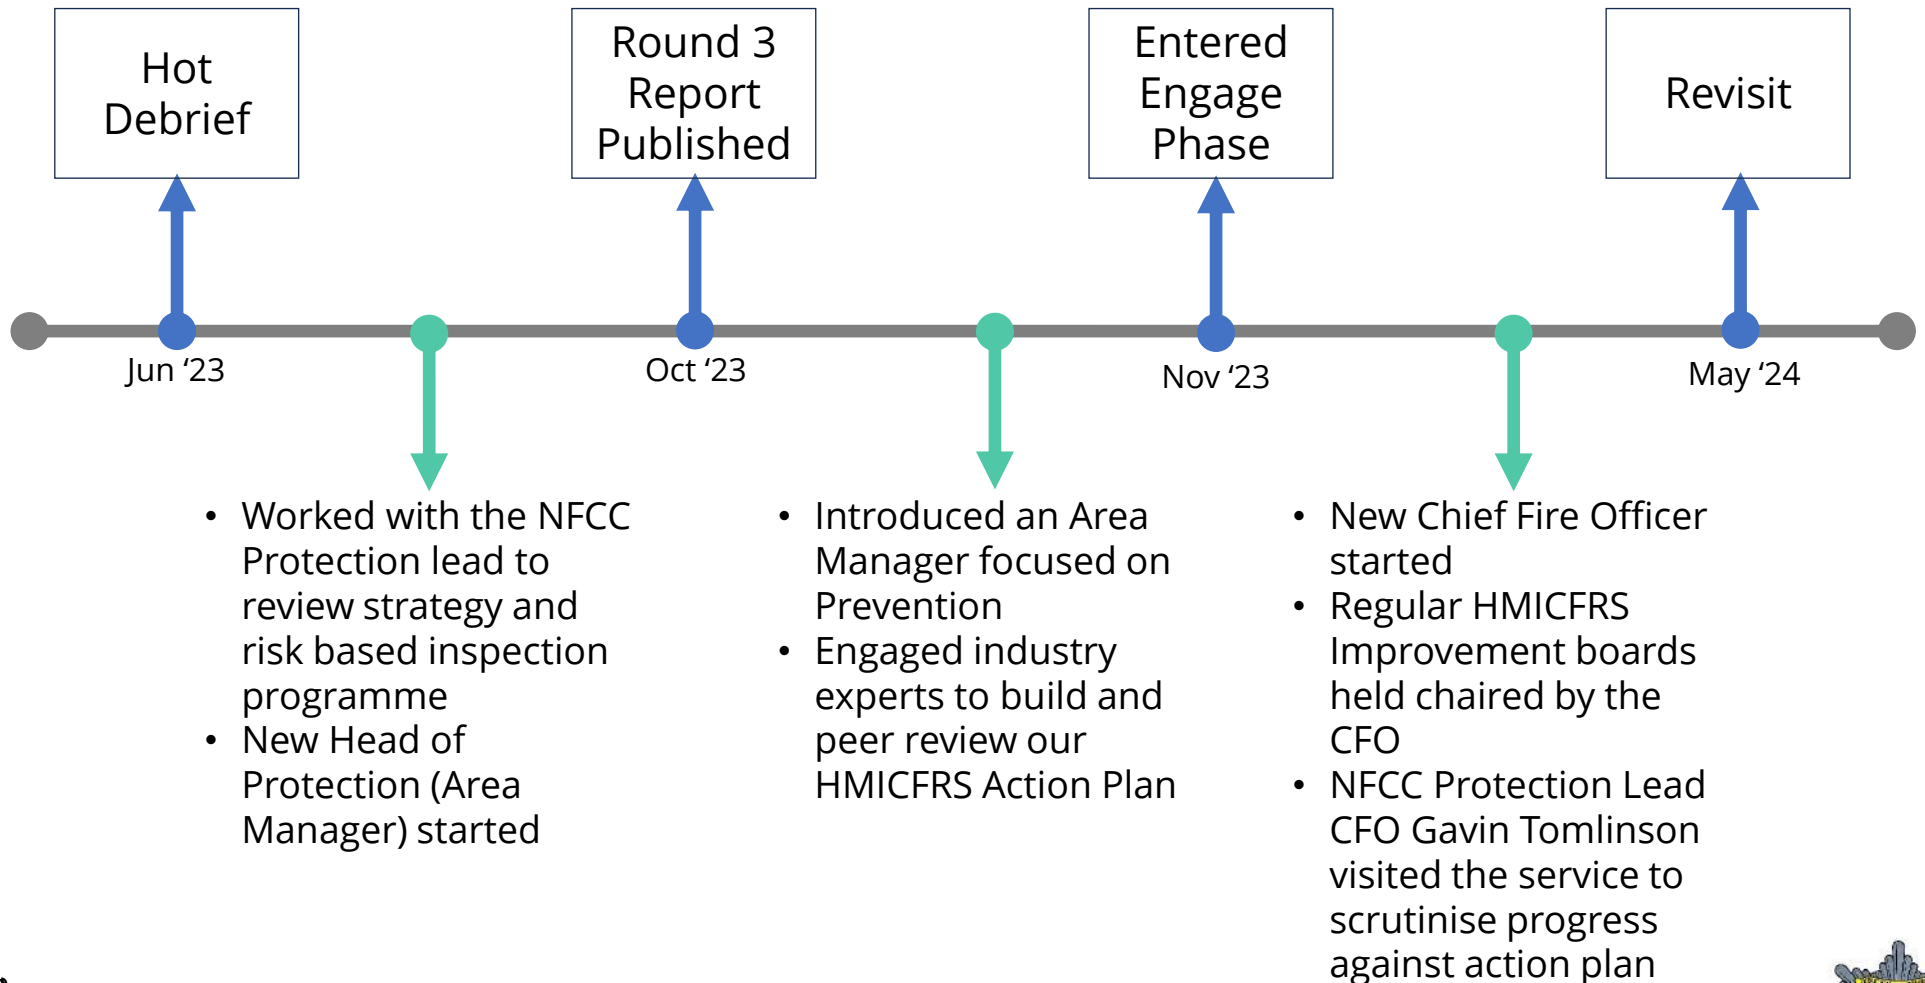 Hot
Debrief
Round 3
Report
Published
Entered
Engage
Phase
Revisit
Jun ‘23
Oct ‘23
Nov ‘23
May ‘24
• Worked with the NFCC
Protection lead to
review strategy and
risk based inspection
programme
• New Head of
Protection (Area
Manager) started
• Introduced an Area
Manager focused on
Prevention
• Engaged industry
experts to build and
peer review our
HMICFRS Action Plan
• New Chief Fire Officer
started
• Regular HMICFRS
Improvement boards
held chaired by the
CFO
• NFCC Protection Lead
CFO Gavin Tomlinson
visited the service to
scrutinise progress
against action plan